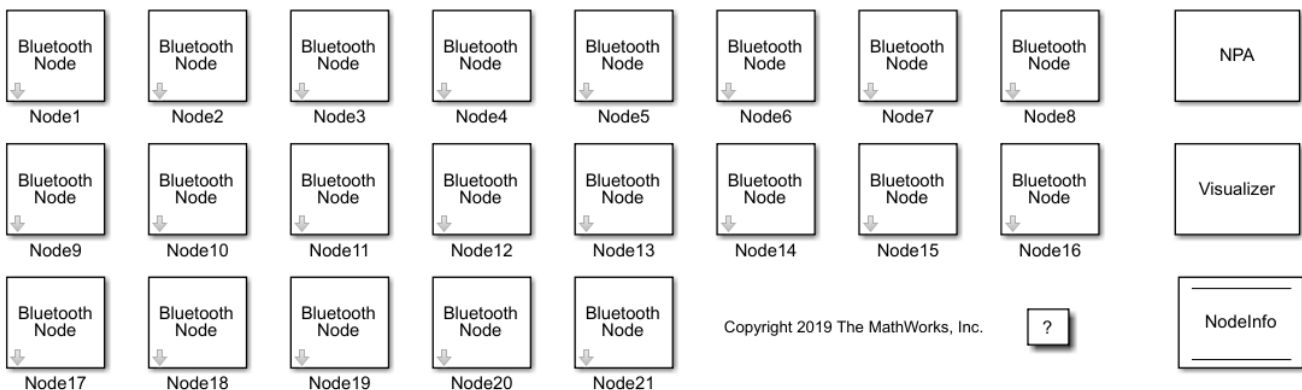 Bluetooth Node
Bluetooth Node
Bluetooth Node
Bluetooth Node
Bluetooth Node
Bluetooth Node
Bluetooth Node
Bluetooth Node
NPA
Node1
Node2
Node3
Node4
Node5
Node6
Node7
Node8
Bluetooth Node
Bluetooth Node
Bluetooth Node
Bluetooth Node
Bluetooth Node
Bluetooth Node
Bluetooth Node
Bluetooth Node
Visualizer
Node9
Node10
Node11
Node12
Node13
Node14
Node15
Node16
Bluetooth Node
Bluetooth Node
Bluetooth Node
Bluetooth Node
Bluetooth Node
Copyright 2019 The MathWorks, Inc.
?
NodeInfo
Node17
Node18
Node19
Node20
Node21